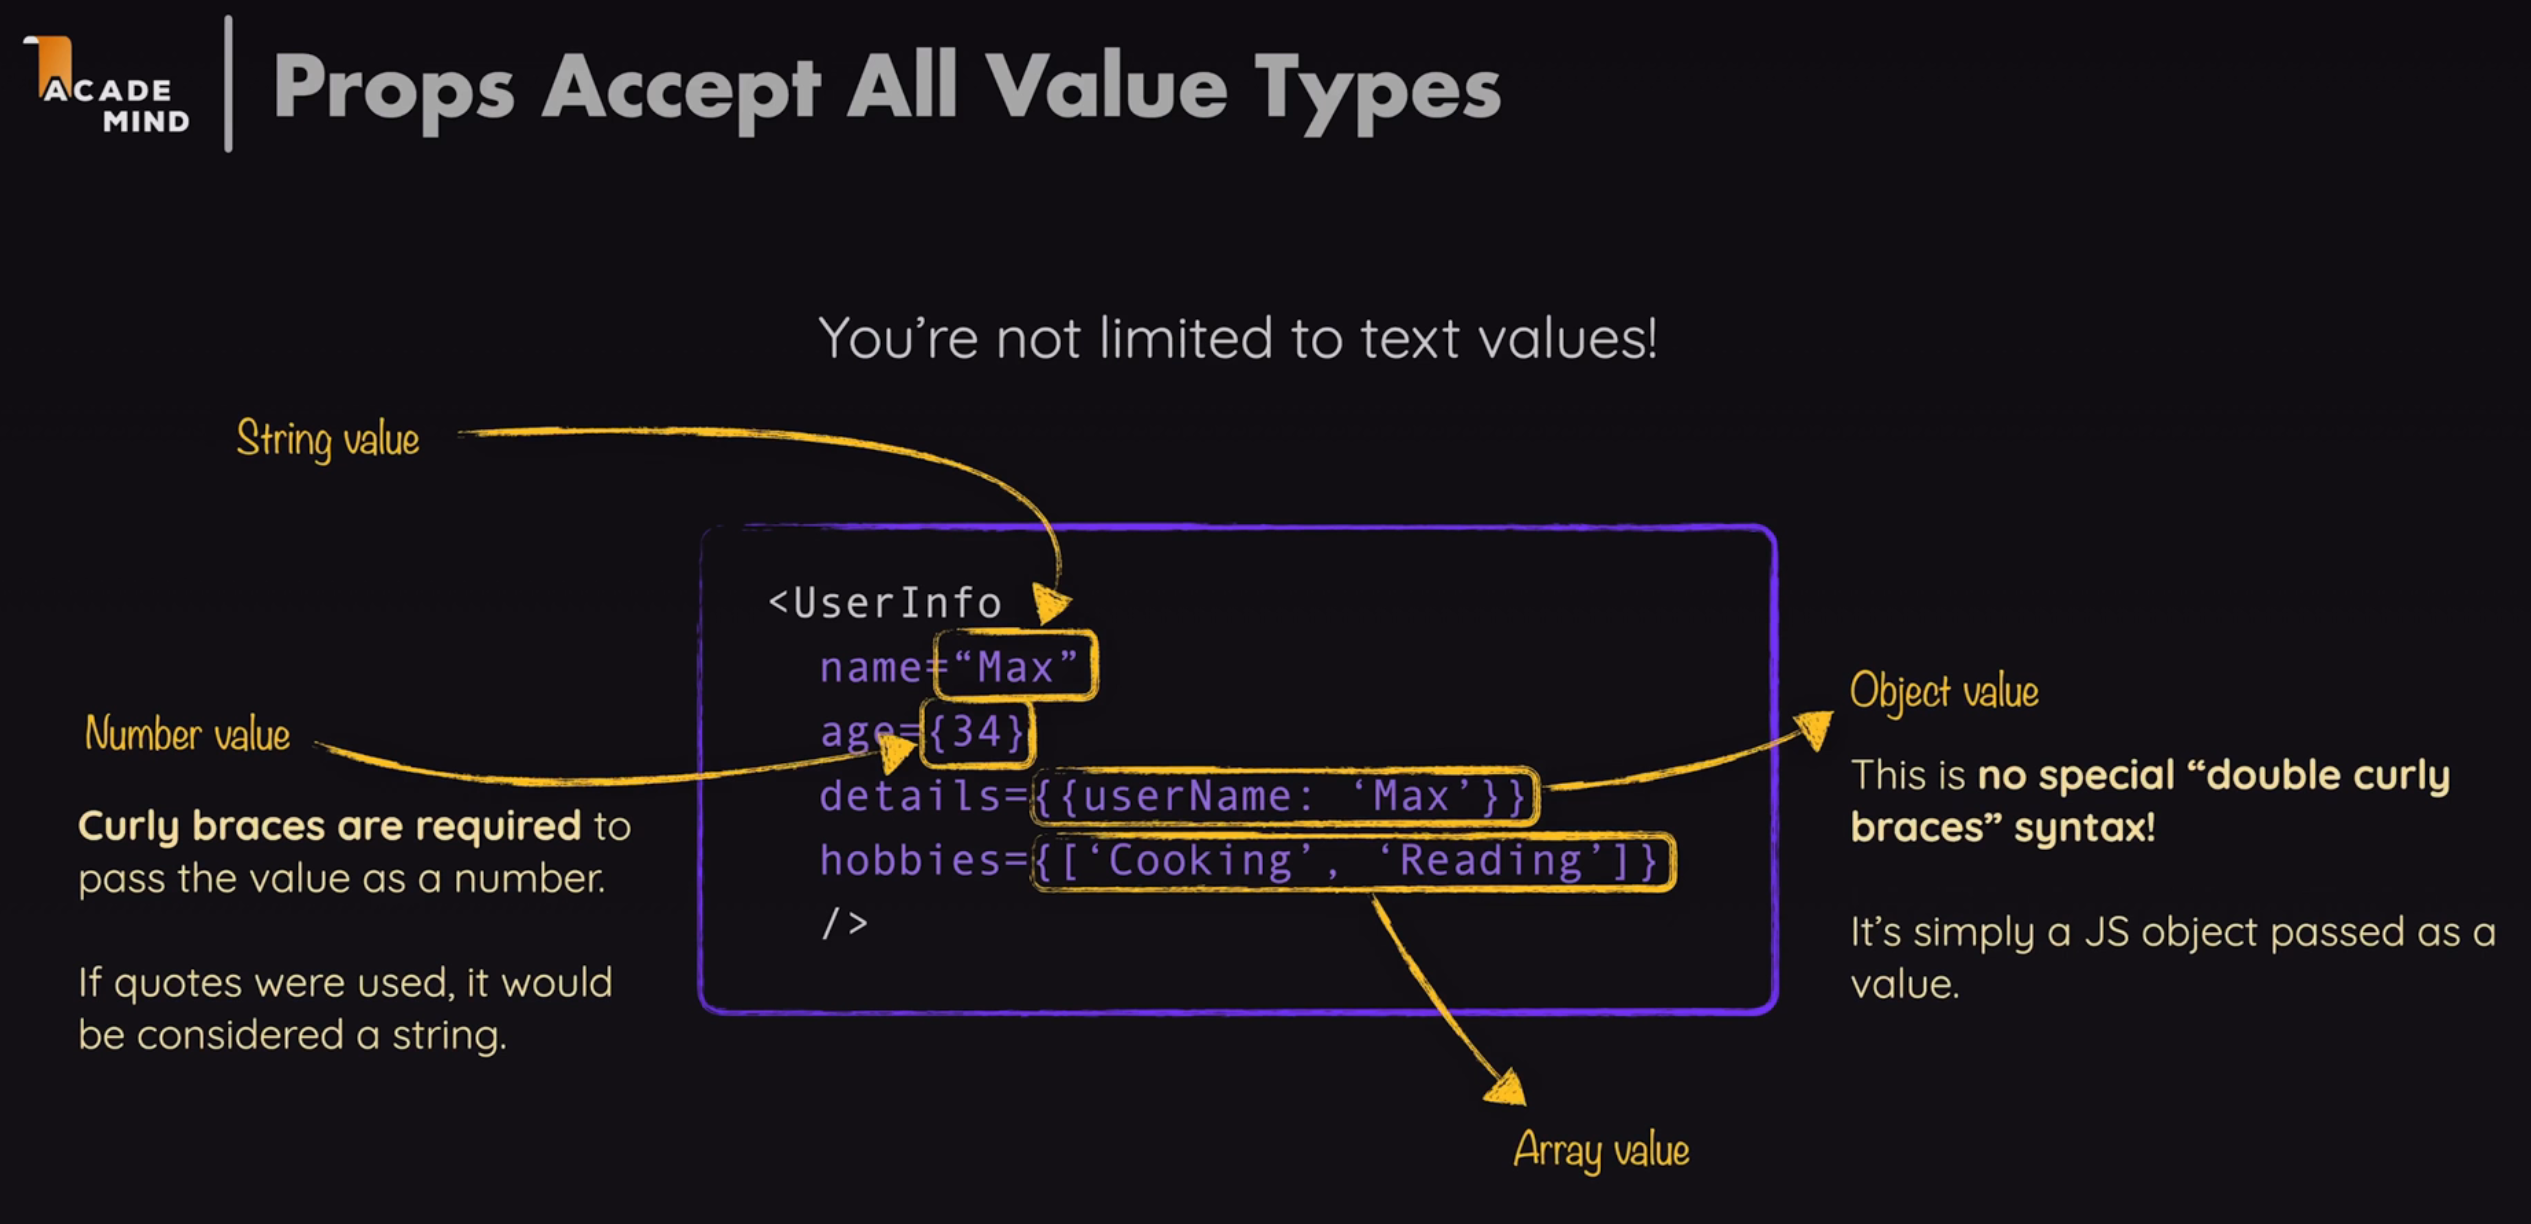 ACADE
MIND
Props Accept All Value Types
You’re not limited to text values!
String value
<UserInfo
name=“Max”
age={34}
details={{userName: ‘Max’}}
hobbies={[‘Cooking’, ‘Reading’]}
/>
Number value
Curly braces are required to
pass the value as a number.
If quotes were used, it would
be considered a string.
Object value
This is no special “double curly
braces” syntax!
It’s simply a JS object passed as a
value.
Array value